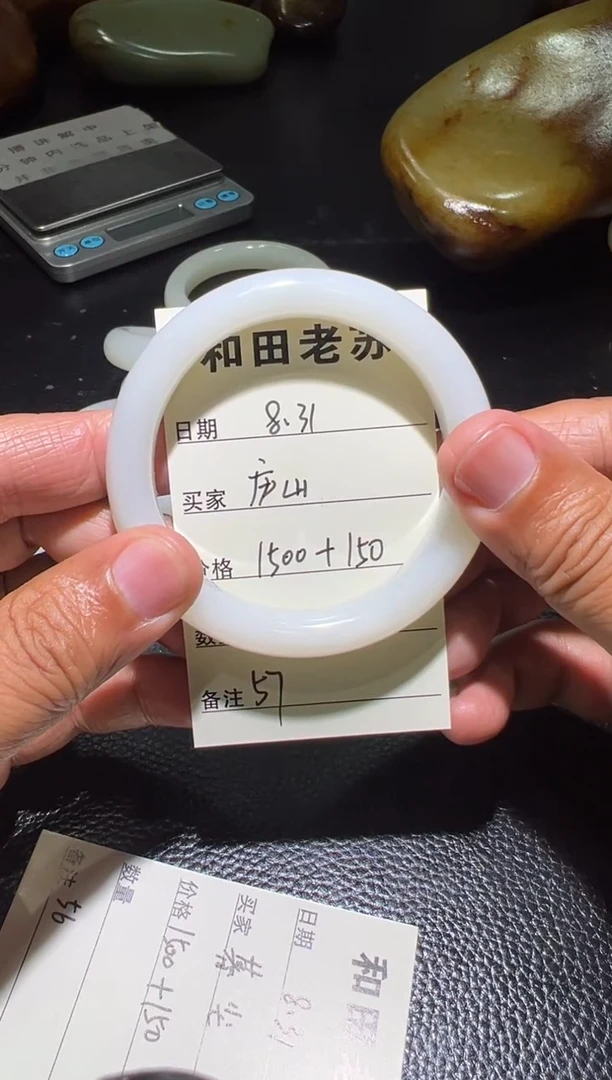 和田老苏
日期 8.31
买家 庐山
价格 1500+150
数
备注 57
和田
日期 8.31
买家
价格 1500+150
数量
备注 56